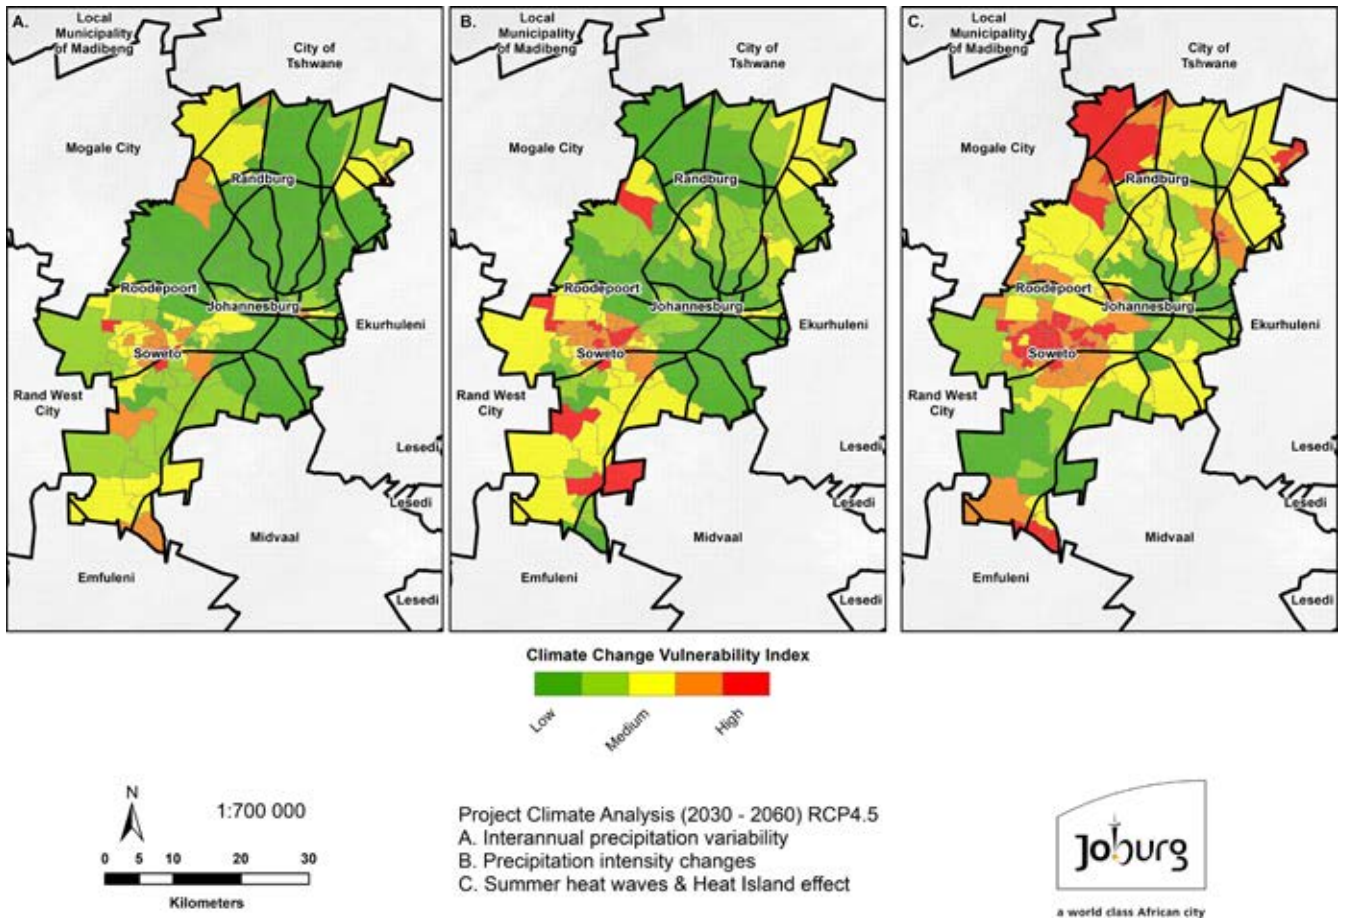 A.
Local
Municipality
of Madibeng
City of
Tshwane
Mogale City
Randburg
Roodepoort
Johannesburg
Ekurhuleni
Soweto
Rand West
City
Lesedi
Lesedi
Midvaal
Emfuleni
Lesedi
B.
Local
Municipality
of Madibeng
City of
Tshwane
Mogale City
Randburg
Roodepoort
Johannesburg
Ekurhuleni
Soweto
Rand West
City
Lesedi
Lesedi
Midvaal
Emfuleni
Lesedi
C.
Local
Municipality
of Madibeng
City of
Tshwane
Mogale City
Randburg
Roodepoort
Johannesburg
Ekurhuleni
Soweto
Rand West
City
Lesedi
Lesedi
Midvaal
Emfuleni
Lesedi
Climate Change Vulnerability Index
Low
Medium
High
N
1:700 000
0 5 10 20 30
Kilometers
Project Climate Analysis (2030 - 2060) RCP4.5
A. Interannual precipitation variability
B. Precipitation intensity changes
C. Summer heat waves & Heat Island effect
Joburg
a world class African city